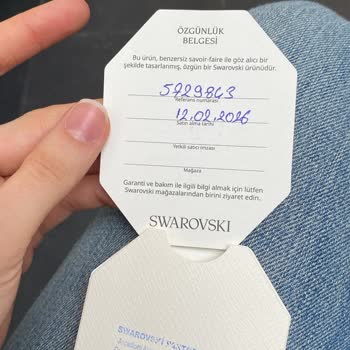 ÖZGÜNLÜK
BELGESİ
Bu ürün, benzersiz savoir-faire ile göz alıcı bir
şekilde tasarlanmış, özgün bir Swarovski ürünüdür.
5729843
Referans numarası
12.02.2026
Satın alma tarihi
Yetkili satıcı imzası
Mağaza
Garanti ve bakım ile ilgili bilgi almak için lütfen
Swarovski mağazalarından birini ziyaret edin.
SWAROVSKI
SWAROVSKI